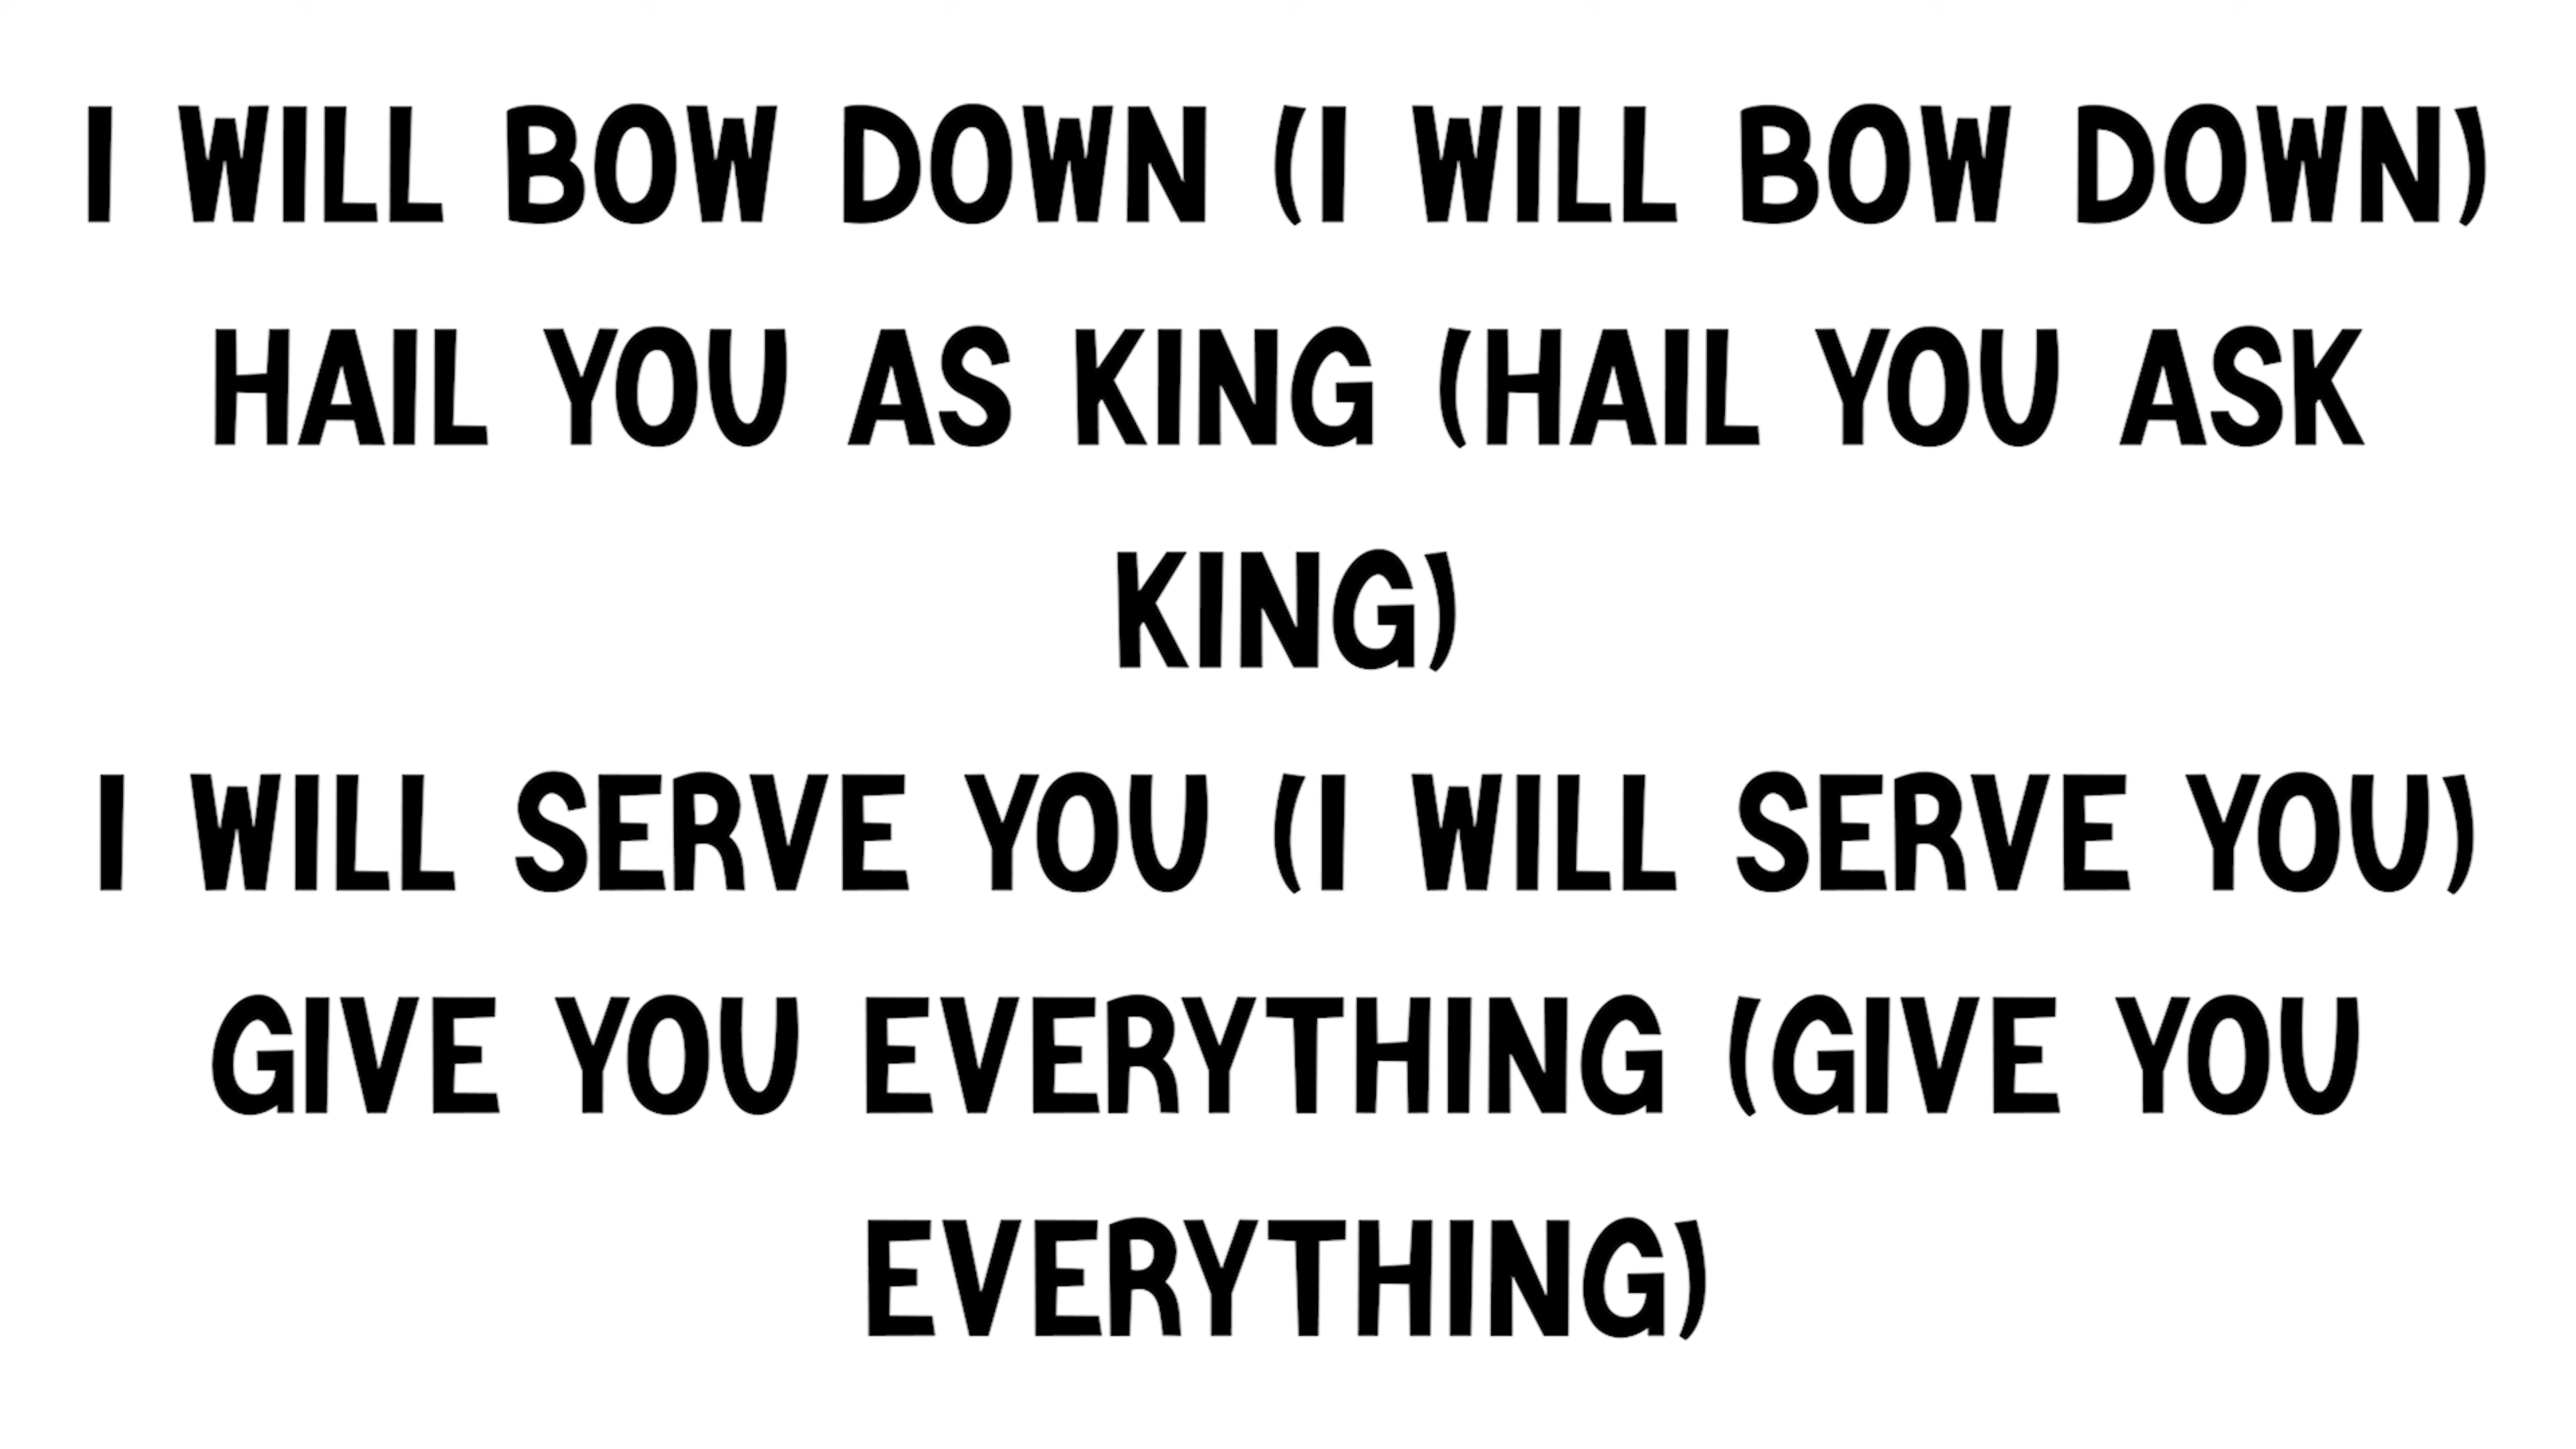 I WILL BOW DOWN (I WILL BOW DOWN)
HAIL YOU AS KING (HAIL YOU ASK
KING)
I WILL SERVE YOU (I WILL SERVE YOU)
GIVE YOU EVERYTHING (GIVE YOU
EVERYTHING)